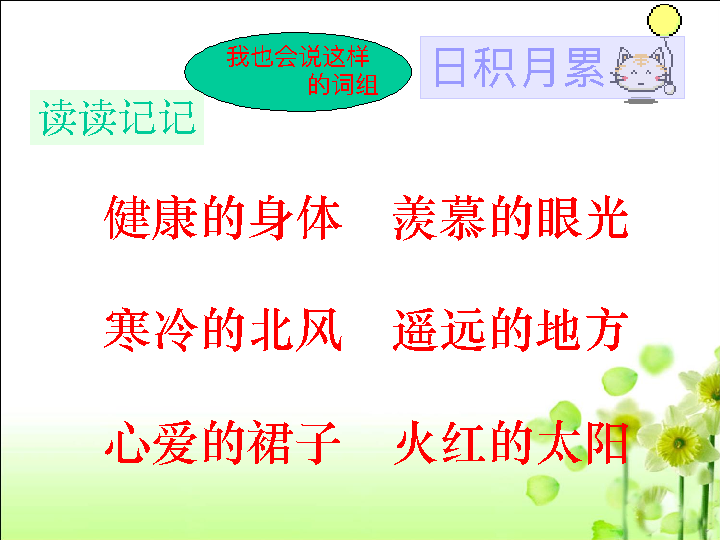 我也会说这样
的词组
日积月累
读读记记
健康的身体 羡慕的眼光
寒冷的北风 遥远的地方
心爱的裙子 火红的太阳